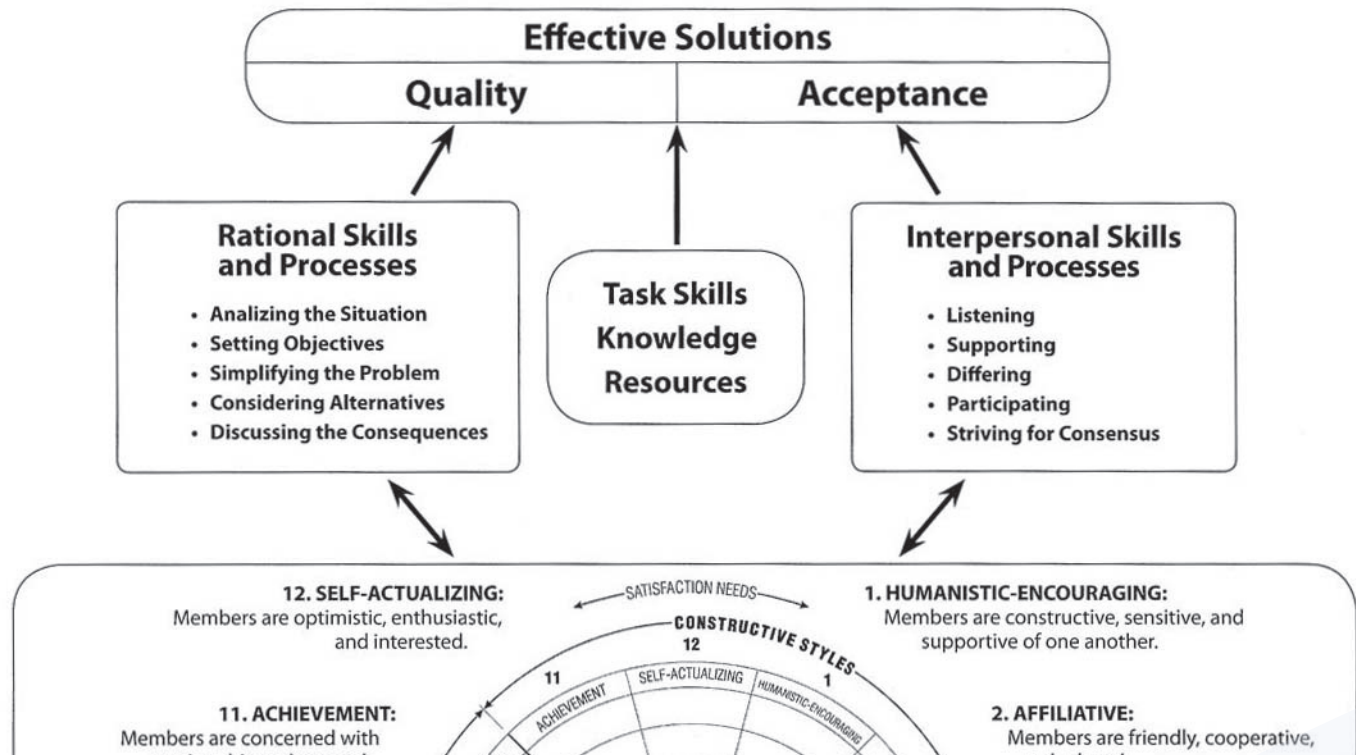 Effective Solutions
Quality
Acceptance
Rational Skills
and Processes
• Analizing the Situation
• Setting Objectives
• Simplifying the Problem
• Considering Alternatives
• Discussing the Consequences
Task Skills
Knowledge
Resources
Interpersonal Skills
and Processes
• Listening
• Supporting
• Differing
• Participating
• Striving for Consensus
12. SELF-ACTUALIZING:
Members are optimistic, enthusiastic,
and interested.
SATISFACTION NEEDS
CONSTRUCTIVE STYLES
11
12
1
ACHIEVEMENT
SELF-ACTUALIZING
HUMANISTIC-ENCOURAGING
1. HUMANISTIC-ENCOURAGING:
Members are constructive, sensitive, and
supportive of one another.
11. ACHIEVEMENT:
Members are concerned with
2. AFFILIATIVE:
Members are friendly, cooperative,